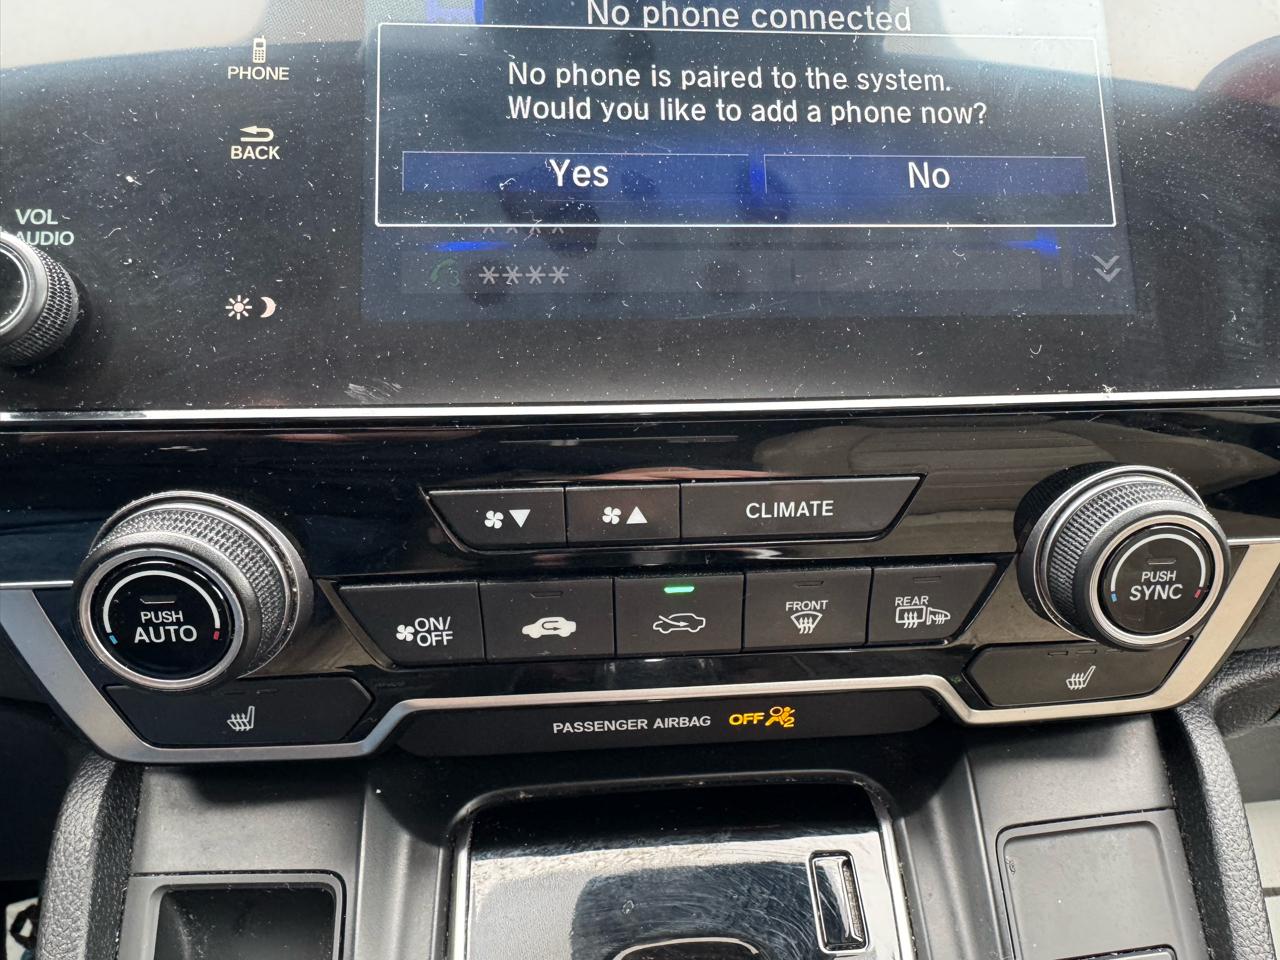 No phone connected
PHONE
No phone is paired to the system.
Would you like to add a phone now?
BACK
Yes
No
VOL
AUDIO
****
****
CLIMATE
PUSH
AUTO
ON/
OFF
FRONT
REAR
PUSH
SYNC
PASSENGER AIRBAG OFF 2